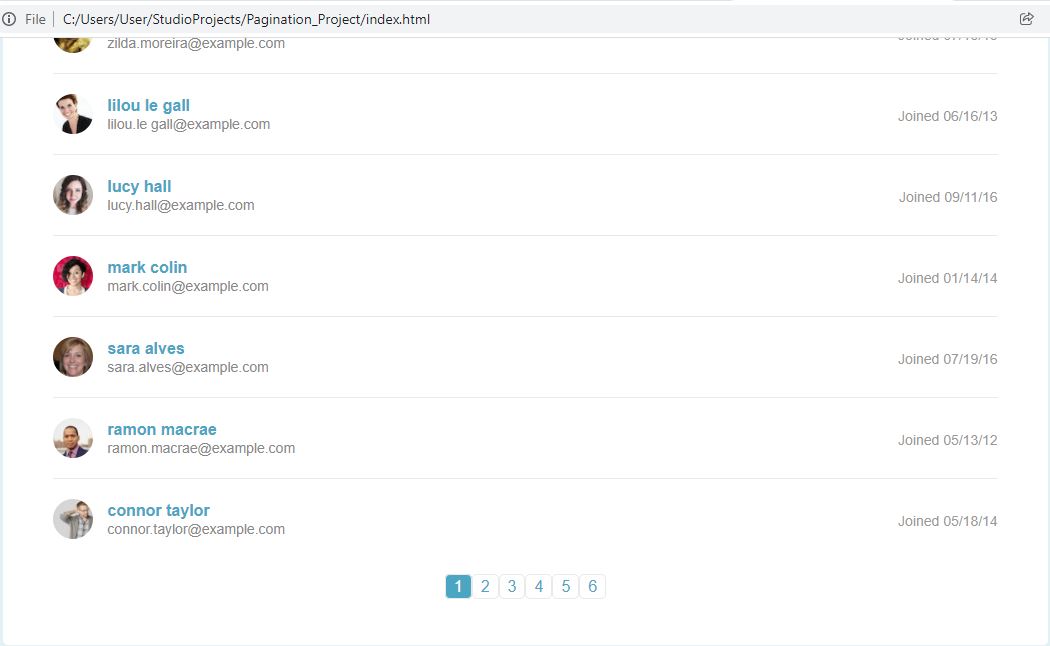 File C:/Users/User/StudioProjects/Pagination_Project/index.html
zilda.moreira@example.com
lilou le gall
lilou.le gall@example.com
Joined 06/16/13
lucy hall
lucy.hall@example.com
Joined 09/11/16
mark colin
mark.colin@example.com
Joined 01/14/14
sara alves
sara.alves@example.com
Joined 07/19/16
ramon macrae
ramon.macrae@example.com
Joined 05/13/12
connor taylor
connor.taylor@example.com
Joined 05/18/14
1 2 3 4 5 6